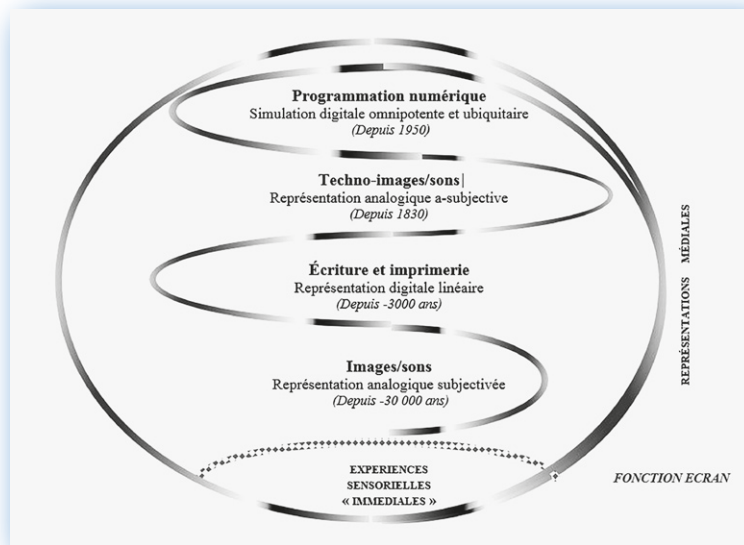 Programmation numérique
Simulation digitale omnipotente et ubiquitaire
(Depuis 1950)
Techno-images/sons|
Représentation analogique a-subjective
(Depuis 1830)
Écriture et imprimerie
Représentation digitale linéaire
(Depuis -3000 ans)
Images/sons
Représentation analogique subjectivée
(Depuis -30 000 ans)
REPRÉSENTATIONS MÉDIALES
EXPERIENCES
SENSORIELLES
« IMMEDIALES »
FONCTION ECRAN